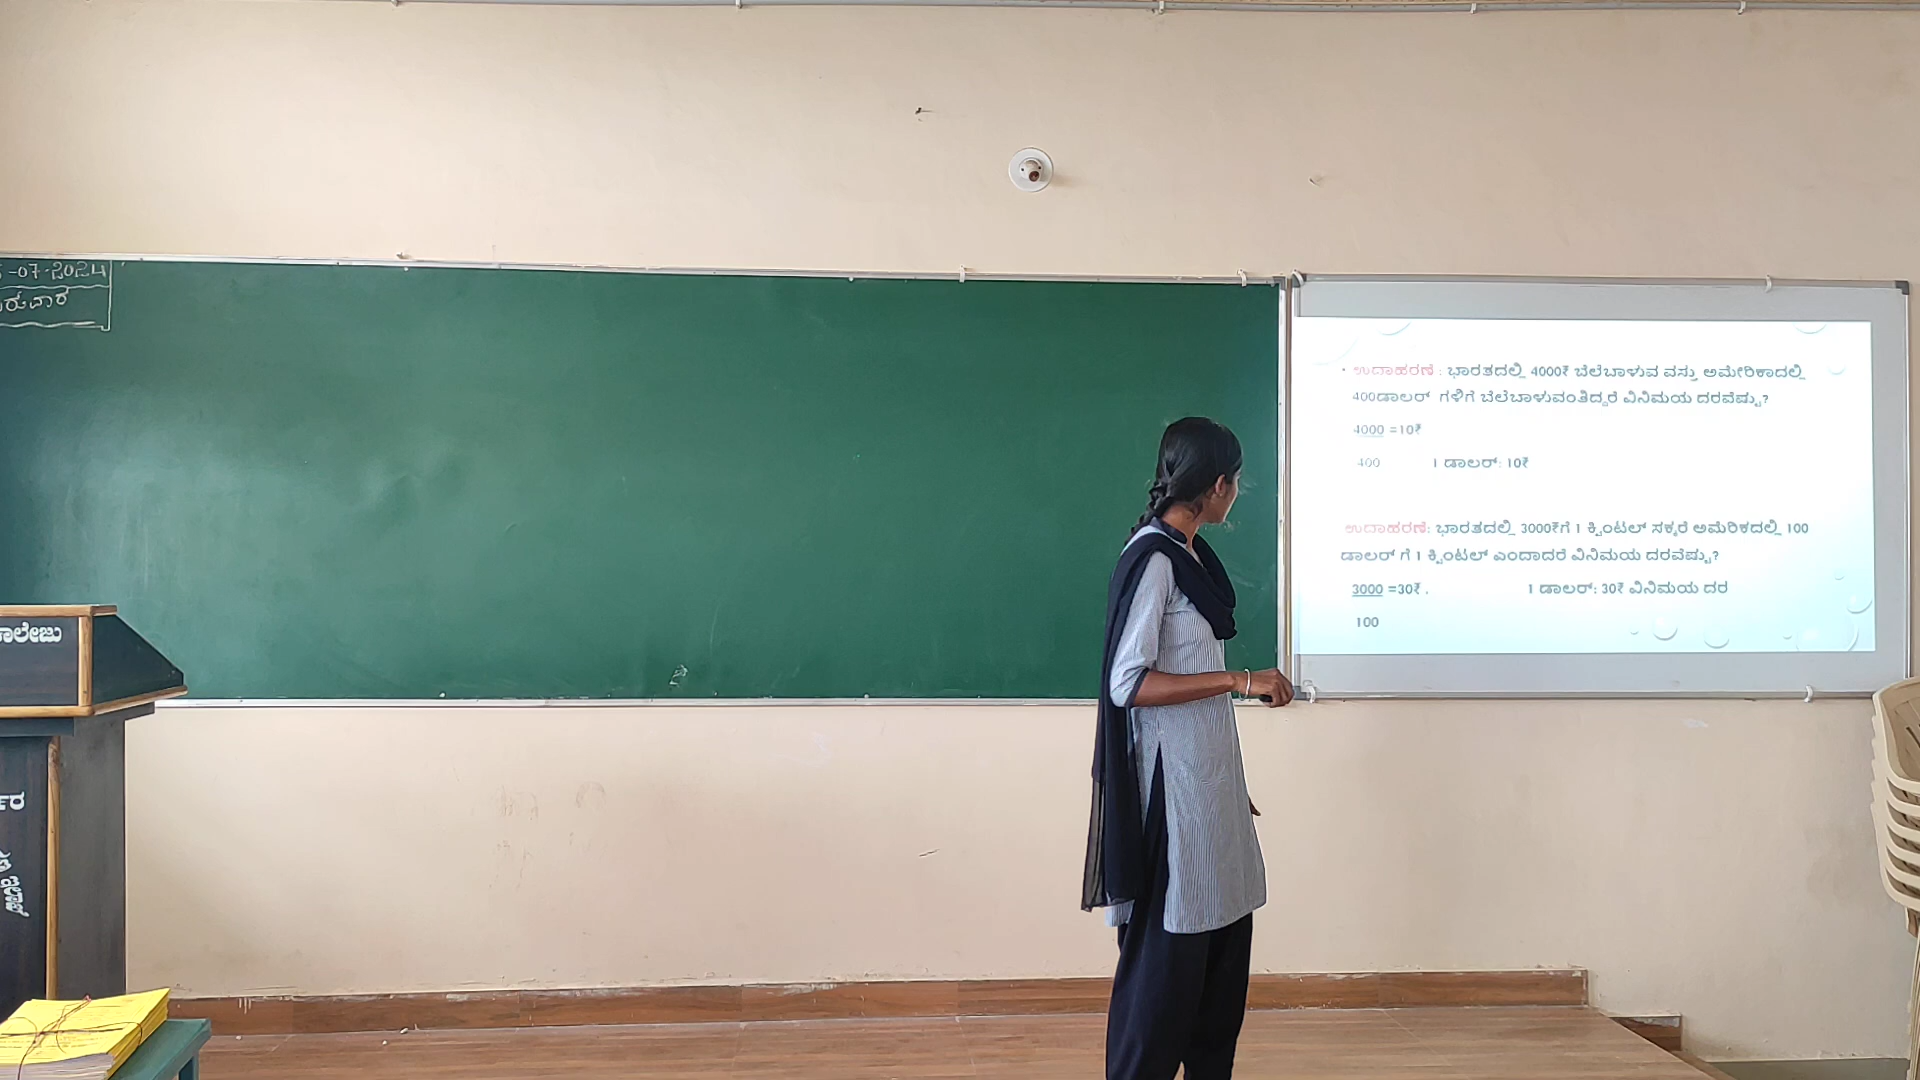 -07-2024
ರುವಾರ
• ಉದಾಹರಣೆ : ಭಾರತದಲ್ಲಿ 4000₹ ಬೆಲೆಬಾಳುವ ವಸ್ತು ಅಮೇರಿಕಾದಲ್ಲಿ
400ಡಾಲರ್ ಗಳಿಗೆ ಬೆಲೆಬಾಳುವಂತಿದ್ದರೆ ವಿನಿಮಯ ದರವೆಷ್ಟು?
4000 =10₹
400 1 ಡಾಲರ್: 10₹
ಉದಾಹರಣೆ: ಭಾರತದಲ್ಲಿ 3000₹ಗೆ 1 ಕ್ವಿಂಟಲ್ ಸಕ್ಕರೆ ಅಮೆರಿಕದಲ್ಲಿ 100
ಡಾಲರ್ ಗೆ 1 ಕ್ವಿಂಟಲ್ ಎಂದಾದರೆ ವಿನಿಮಯ ದರವೆಷ್ಟು?
3000 =30₹ . 1 ಡಾಲರ್: 30₹ ವಿನಿಮಯ ದರ
100
ಾಲೇಜು